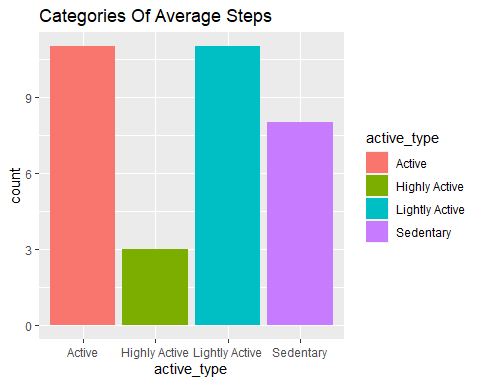 Categories Of Average Steps
count
9
6
3
0
Active Highly Active Lightly Active Sedentary
active_type
active_type
Active
Highly Active
Lightly Active
Sedentary